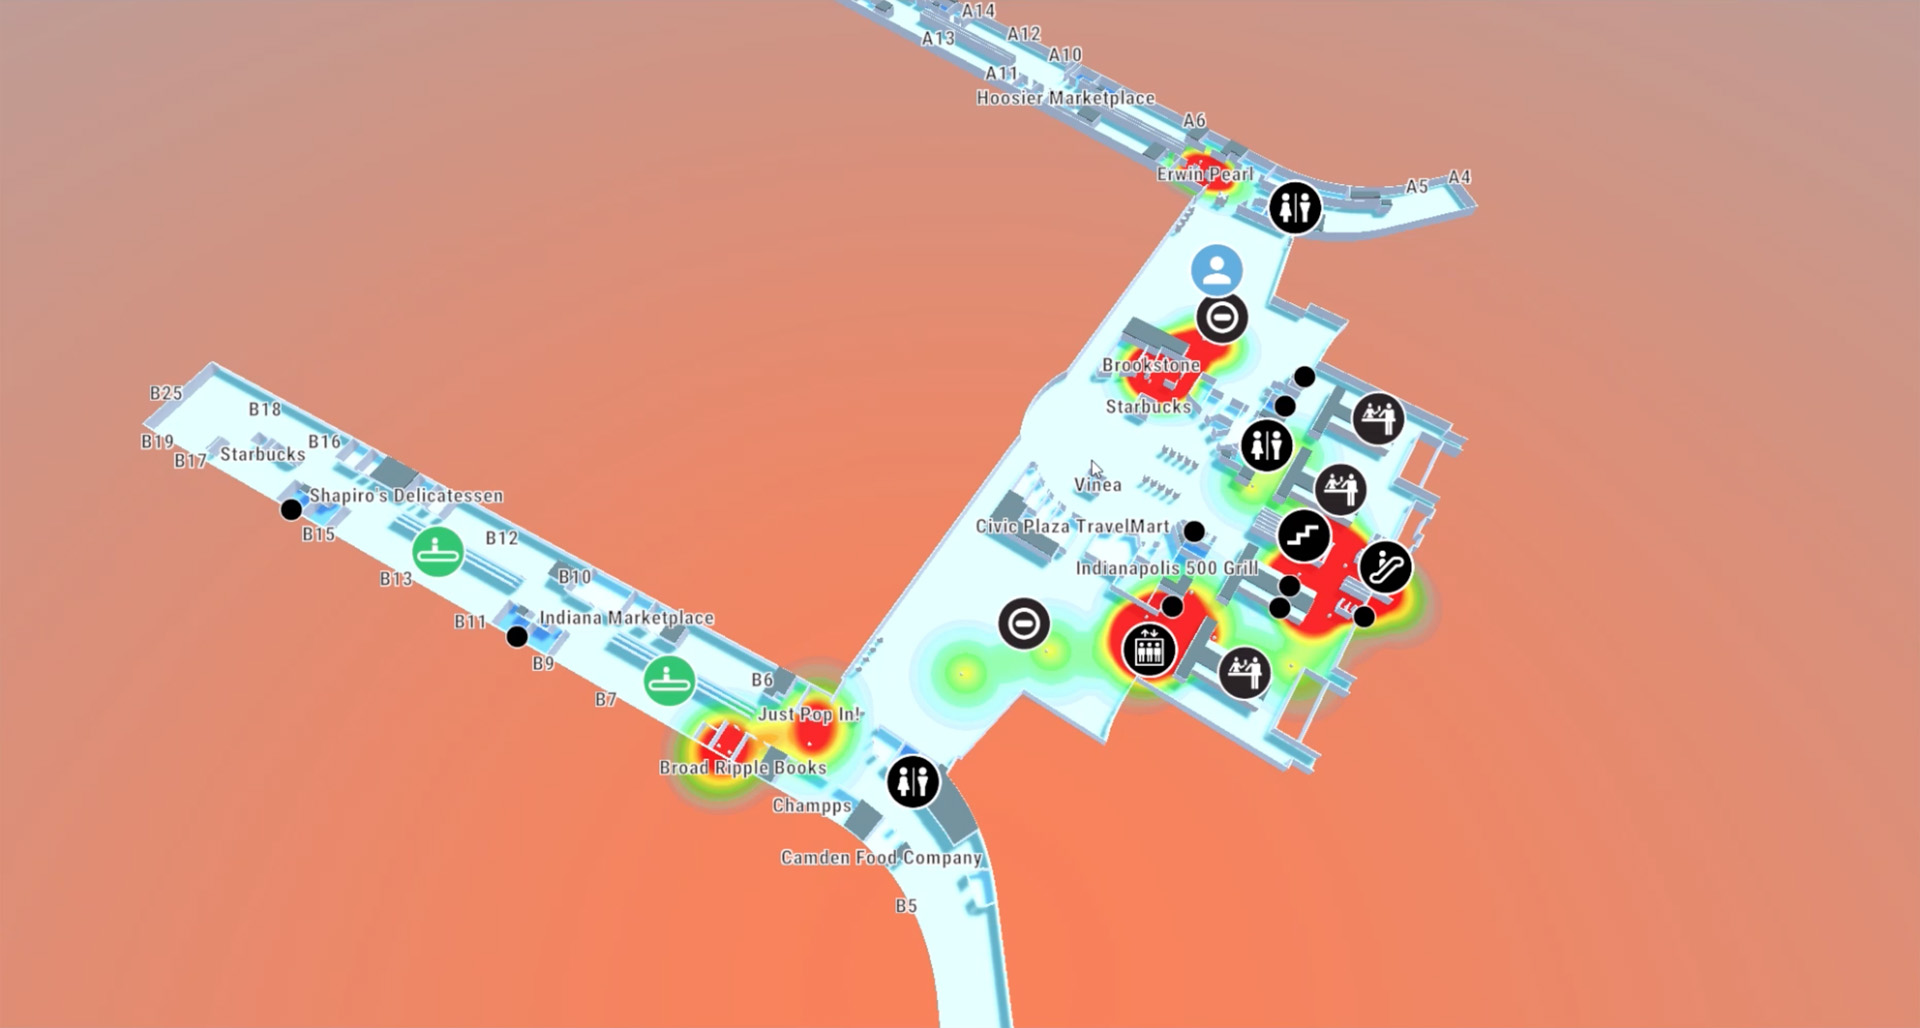 A14
A12
A13
A10
A11
Hoosier Marketplace
A6
Erwin Pearl
A5
A4
Brookstone
Starbucks
B25
B18
B19
B16
B17
Starbucks
Shapiro's Delicatessen
B15
B12
B13
B10
Vinea
Civic Plaza TravelMart
Indianapolis 500 Grill
B11
Indiana Marketplace
B9
B7
B6
Just Pop In!
Broad Ripple Books
Champps
Camden Food Company
B5